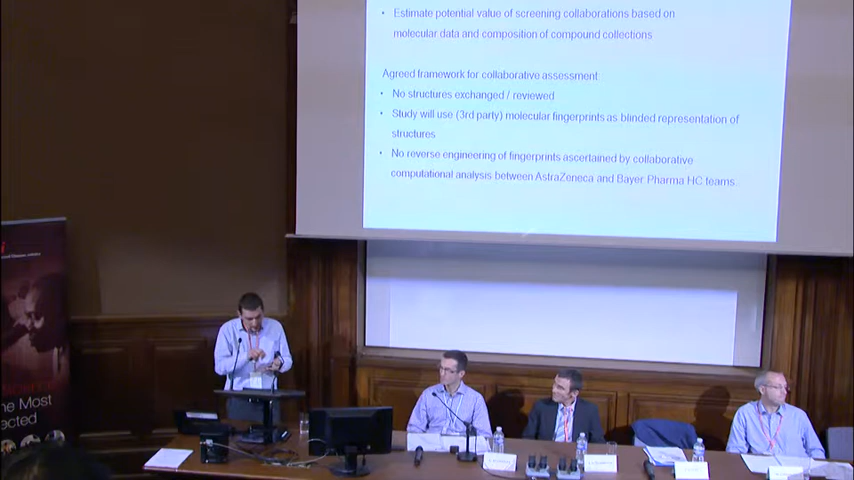 • Estimate potential value of screening collaborations based on
molecular data and composition of compound collections
Agreed framework for collaborative assessment:
• No structures exchanged / reviewed
• Study will use (3rd party) molecular fingerprints as blinded representation of
structures
• No reverse engineering of fingerprints ascertained by collaborative
computational analysis between AstraZeneca and Bayer Pharma HC teams.
he Most
ected